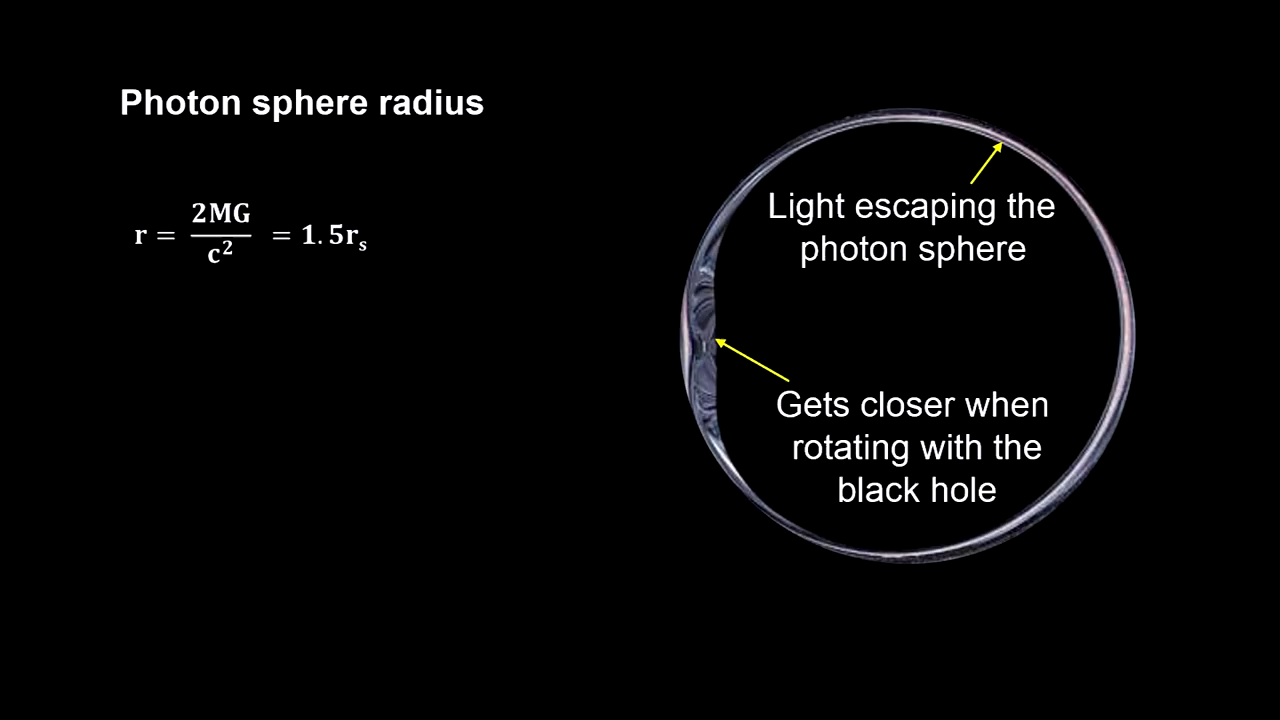 Photon sphere radius
r = 2MG/c² = 1.5rₛ
Light escaping the
photon sphere
Gets closer when
rotating with the
black hole